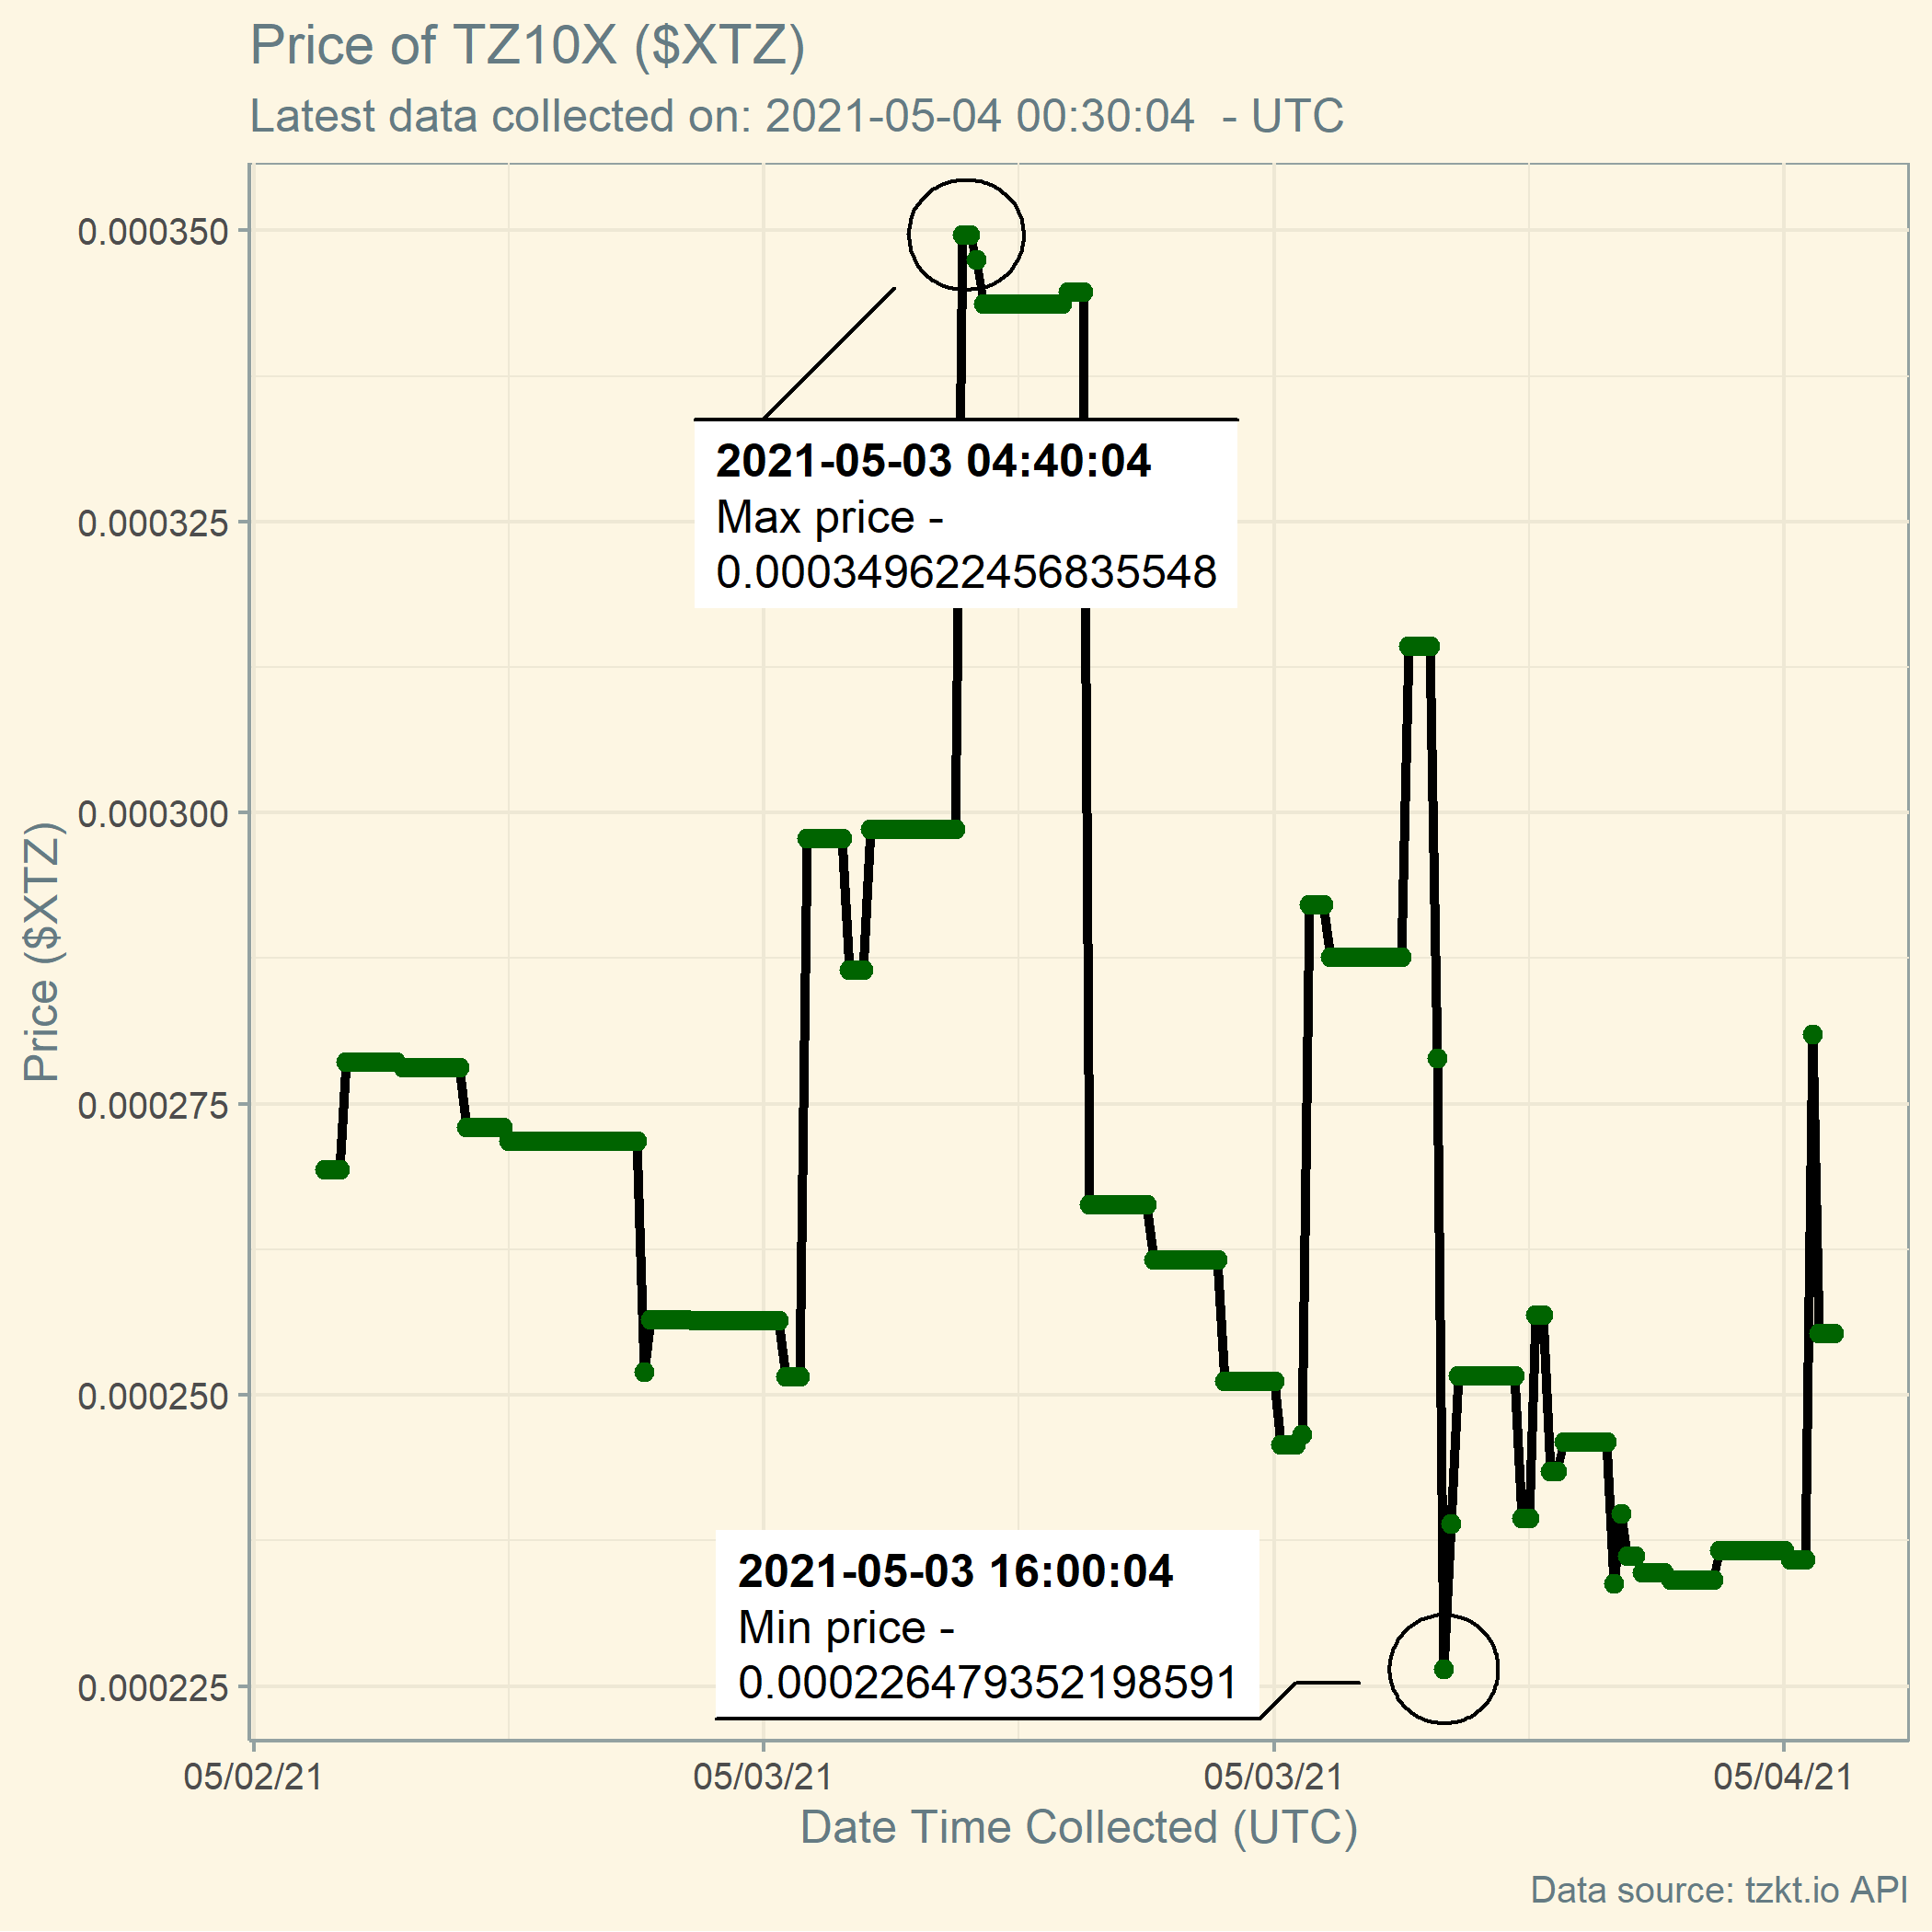 Price of TZ10X ($XTZ)
Latest data collected on: 2021-05-04 00:30:04  - UTC
0.000350
0.000325
0.000300
0.000275
0.000250
0.000225
Price ($XTZ)
2021-05-03 04:40:04
Max price -
0.000349622456835548
2021-05-03 16:00:04
Min price -
0.000226479352198591
05/02/21
05/03/21
05/03/21
05/04/21
Date Time Collected (UTC)
Data source: tzkt.io API